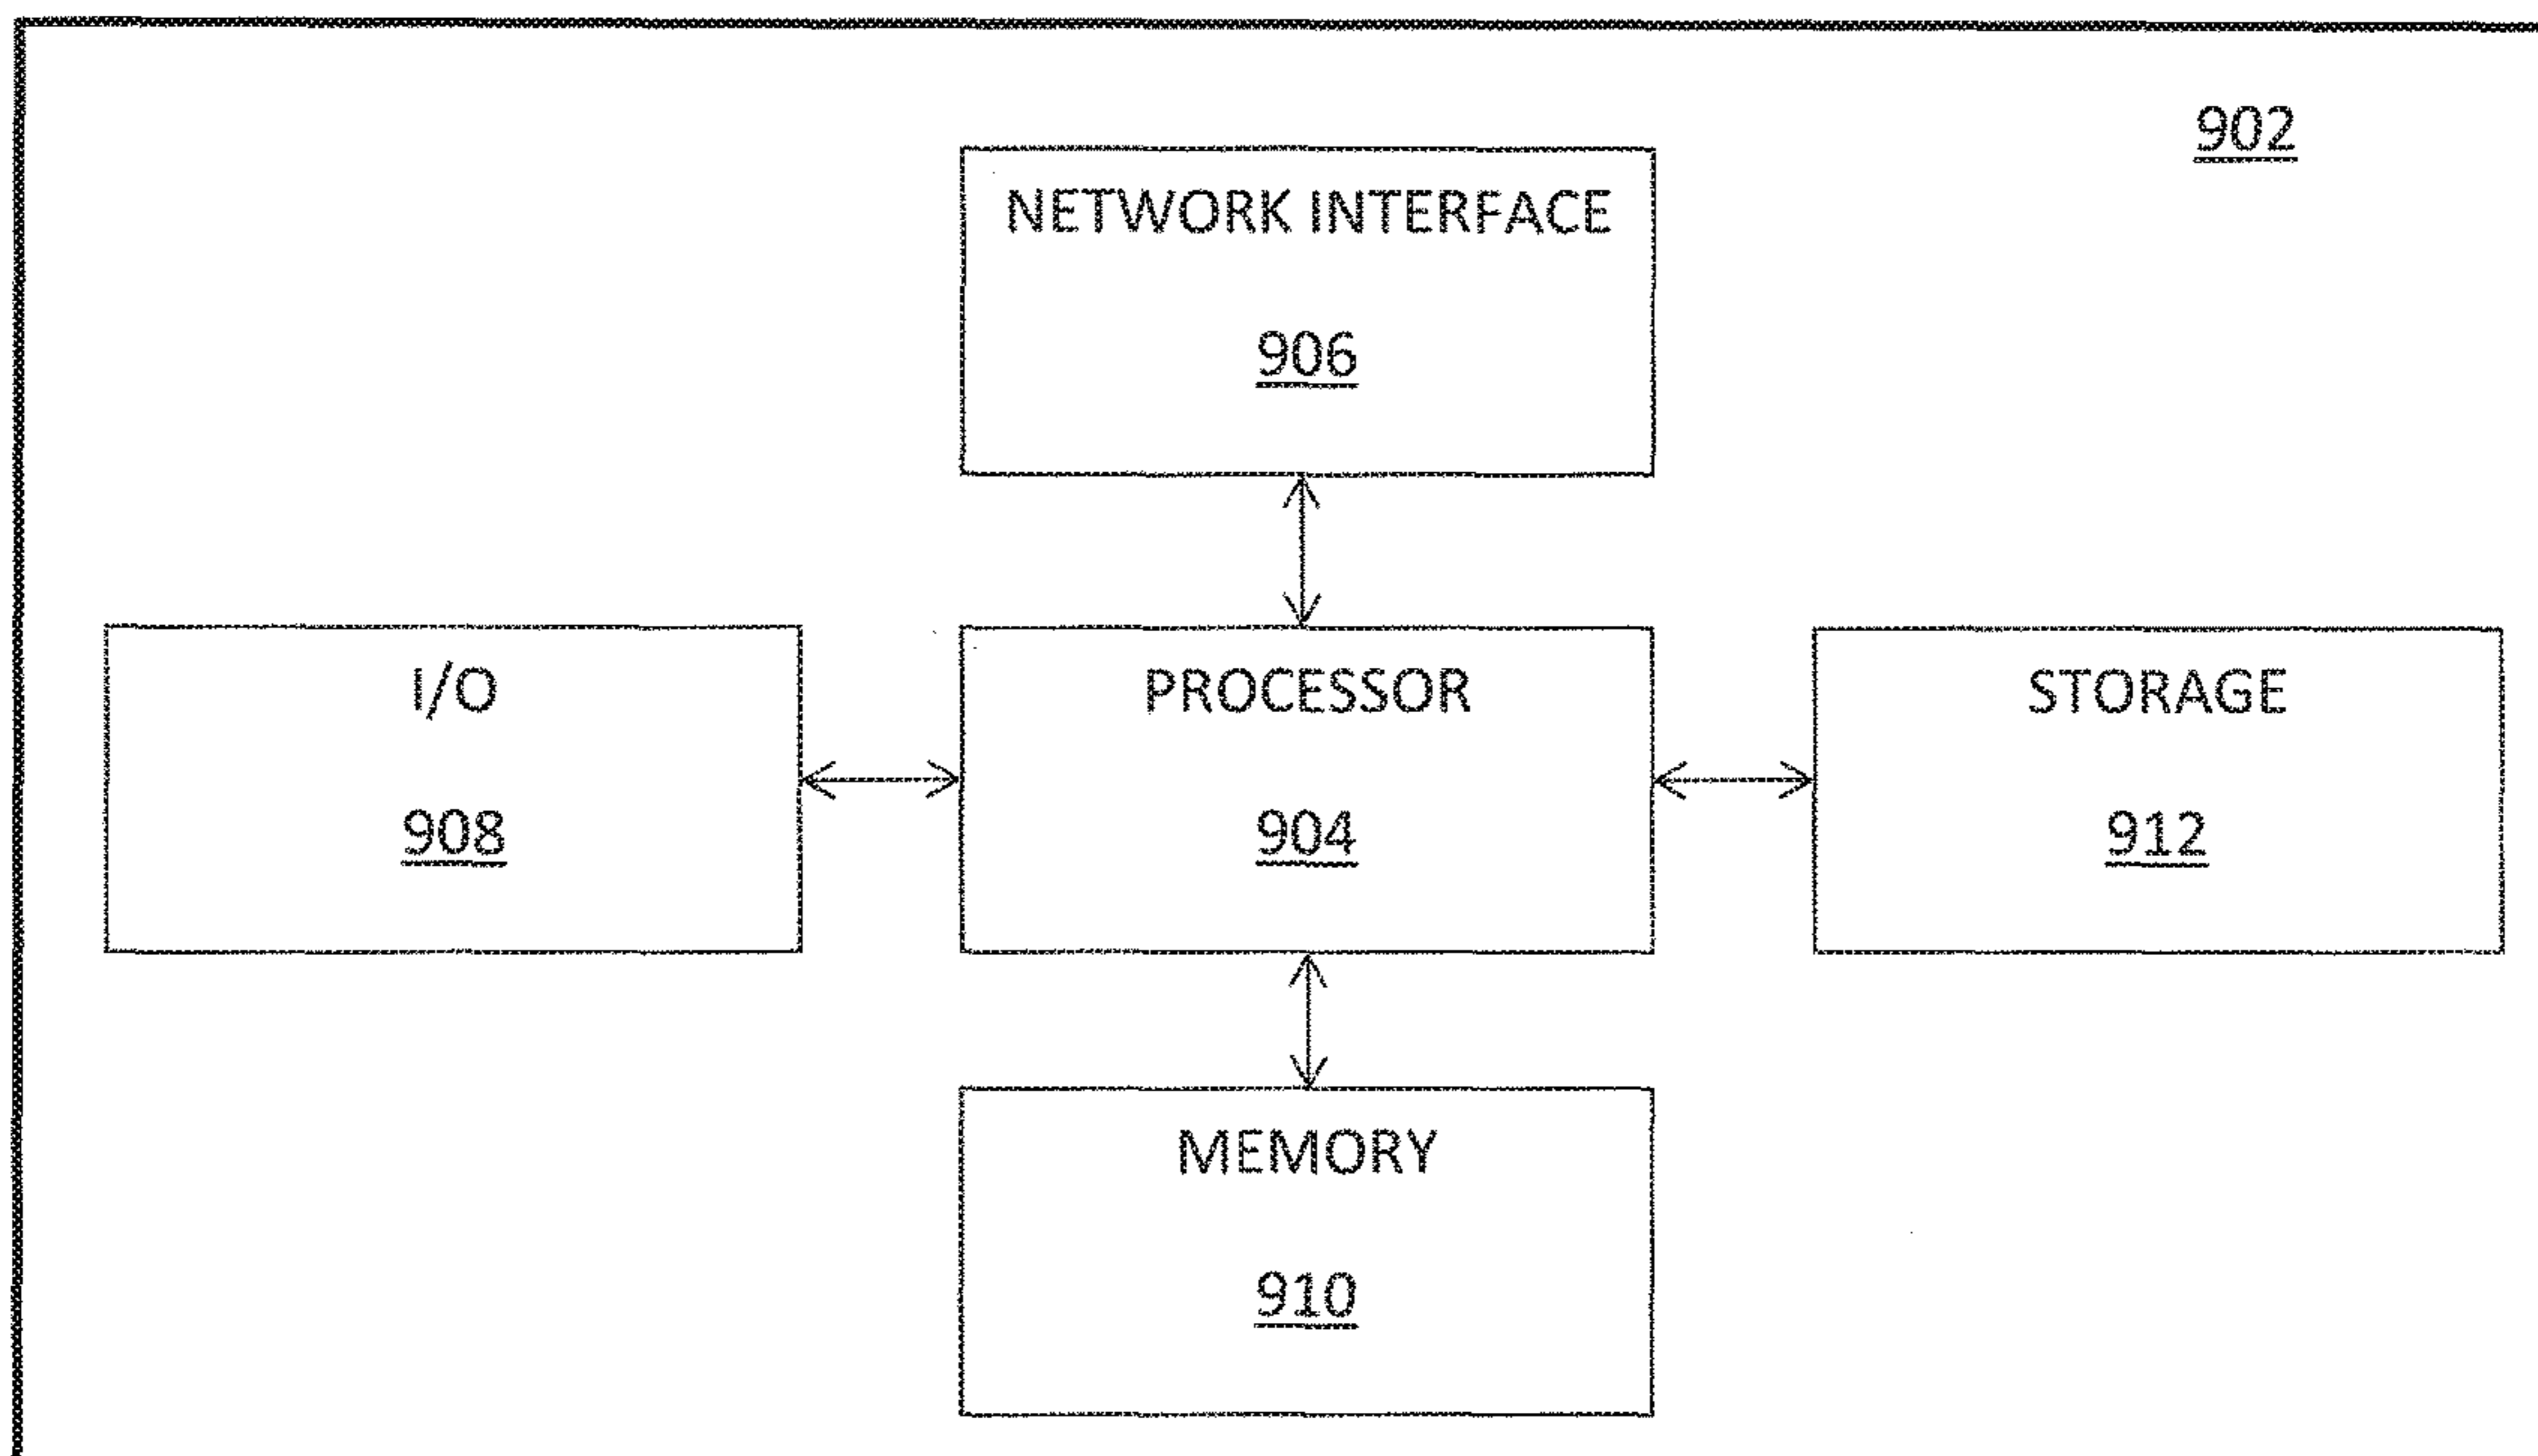 902
NETWORK INTERFACE
906
I/O
908
PROCESSOR
904
STORAGE
912
MEMORY
910